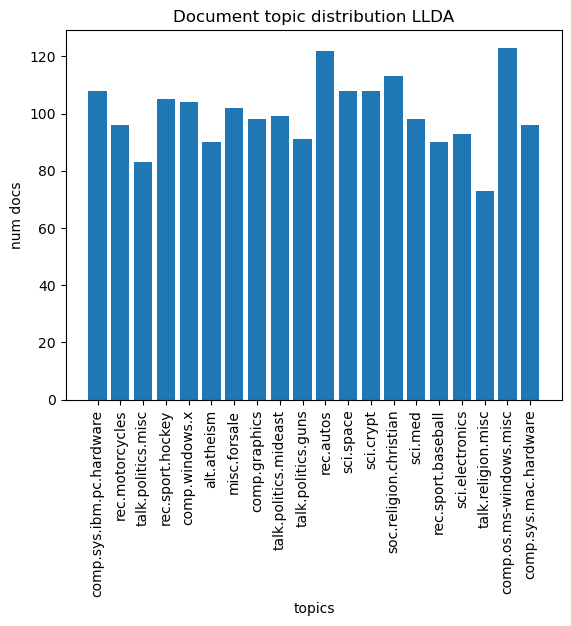 Document topic distribution LLDA
120
100
80
60
40
20
0
num docs
comp.sys.ibm.pc.hardware
rec.motorcycles
talk.politics.misc
rec.sport.hockey
comp.windows.x
alt.atheism
misc.forsale
comp.graphics
talk.politics.mideast
talk.politics.guns
rec.autos
sci.space
sci.crypt
soc.religion.christian
sci.med
rec.sport.baseball
sci.electronics
talk.religion.misc
comp.os.ms-windows.misc
comp.sys.mac.hardware
topics